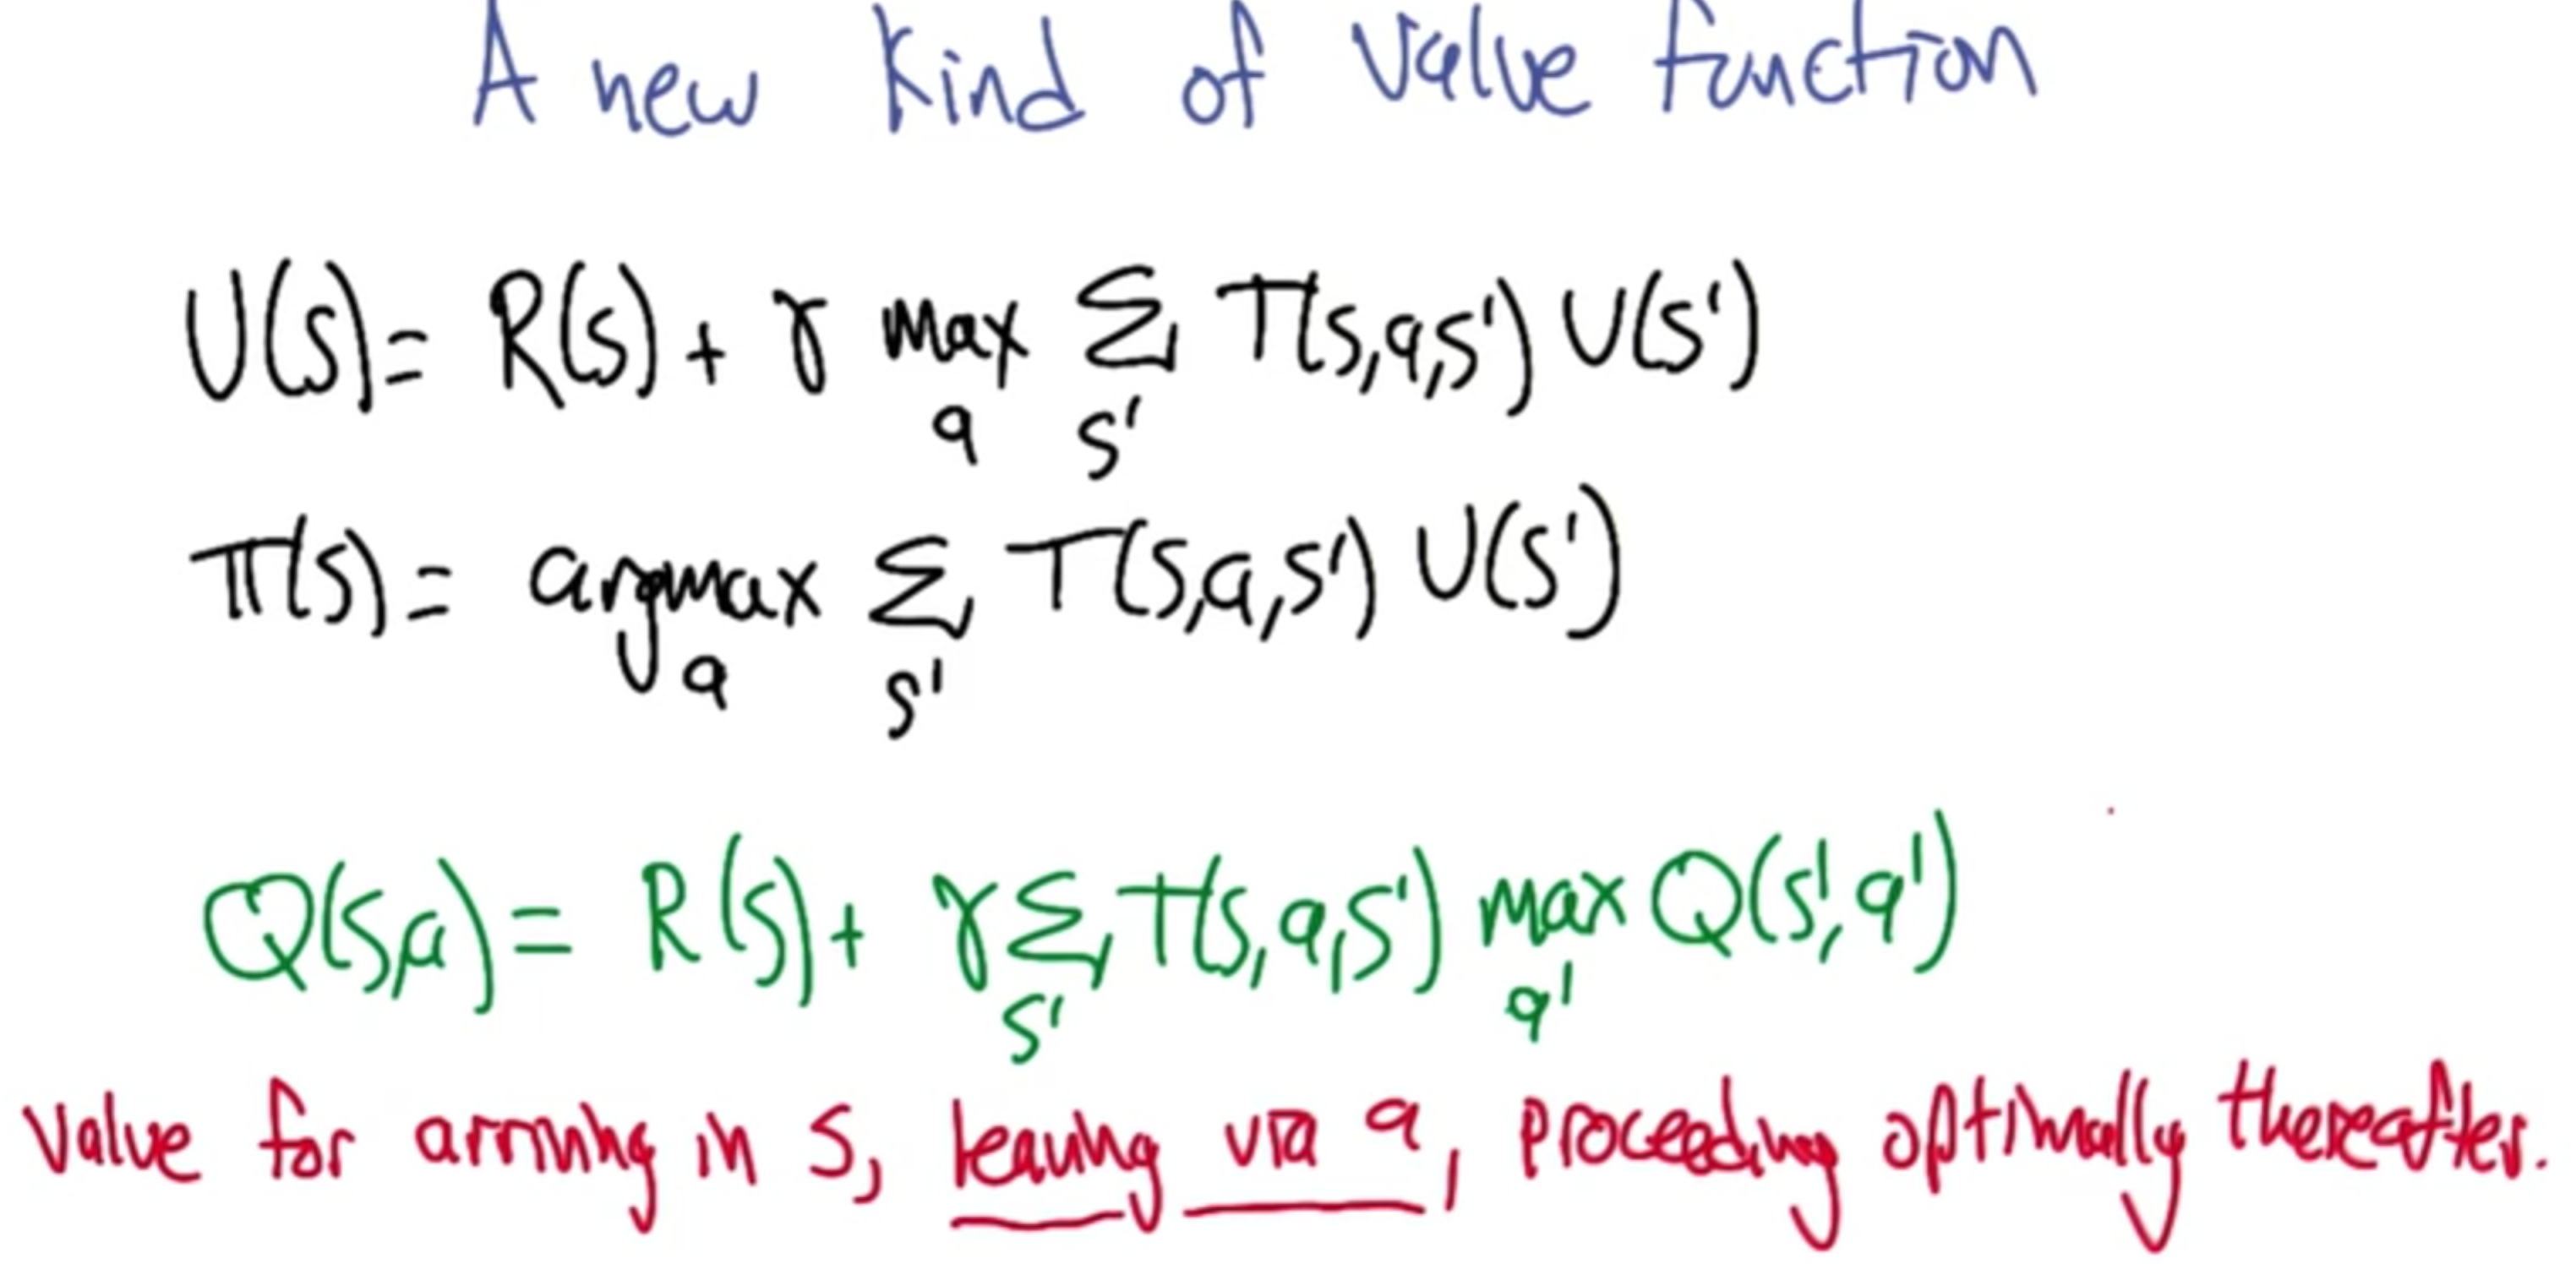 A new kind of value function
U(s) = R(s) + γ max Σ T(s,a,s') U(s')
a s'
π(s) = argmax Σ T(s,a,s') U(s')
a s'
Q(s,a) = R(s) + γ Σ T(s,a,s') max Q(s',a')
s' a'
Value for arriving in s, leaving via a, proceeding optimally thereafter.